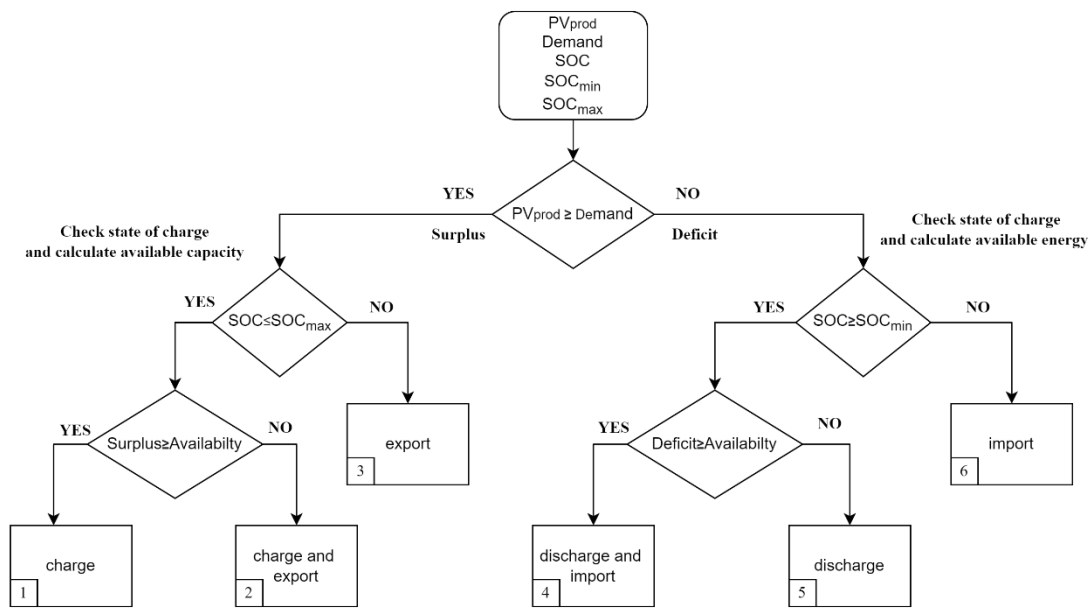 PVprod
Demand
SOC
SOCmin
SOCmax
YES
NO
PVprod ≥ Demand
Surplus
Deficit
Check state of charge
and calculate available capacity
Check state of charge
and calculate available energy
YES
NO
SOC≤SOCmax
YES
NO
SOC≥SOCmin
YES
NO
Surplus≥Availabilty
export
3
YES
NO
Deficit≥Availabilty
import
6
charge
1
charge and
export
2
discharge and
import
4
discharge
5